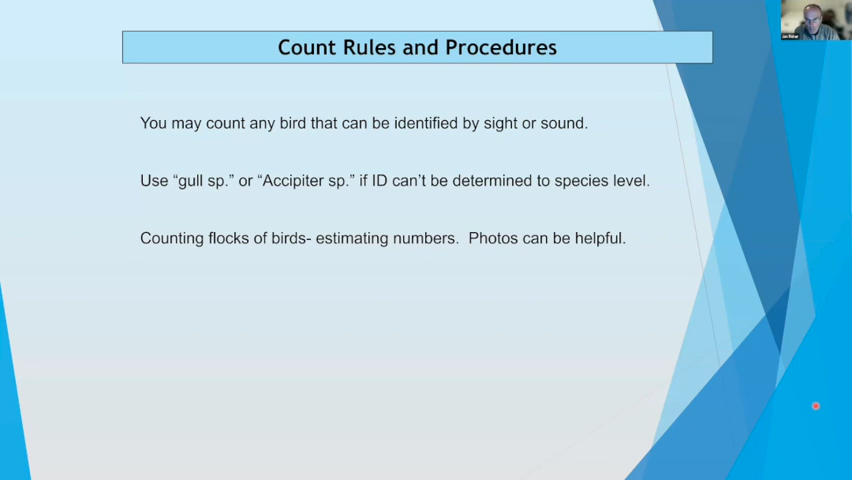 Count Rules and Procedures
You may count any bird that can be identified by sight or sound.
Use “gull sp.” or “Accipiter sp.” if ID can’t be determined to species level.
Counting flocks of birds- estimating numbers.  Photos can be helpful.